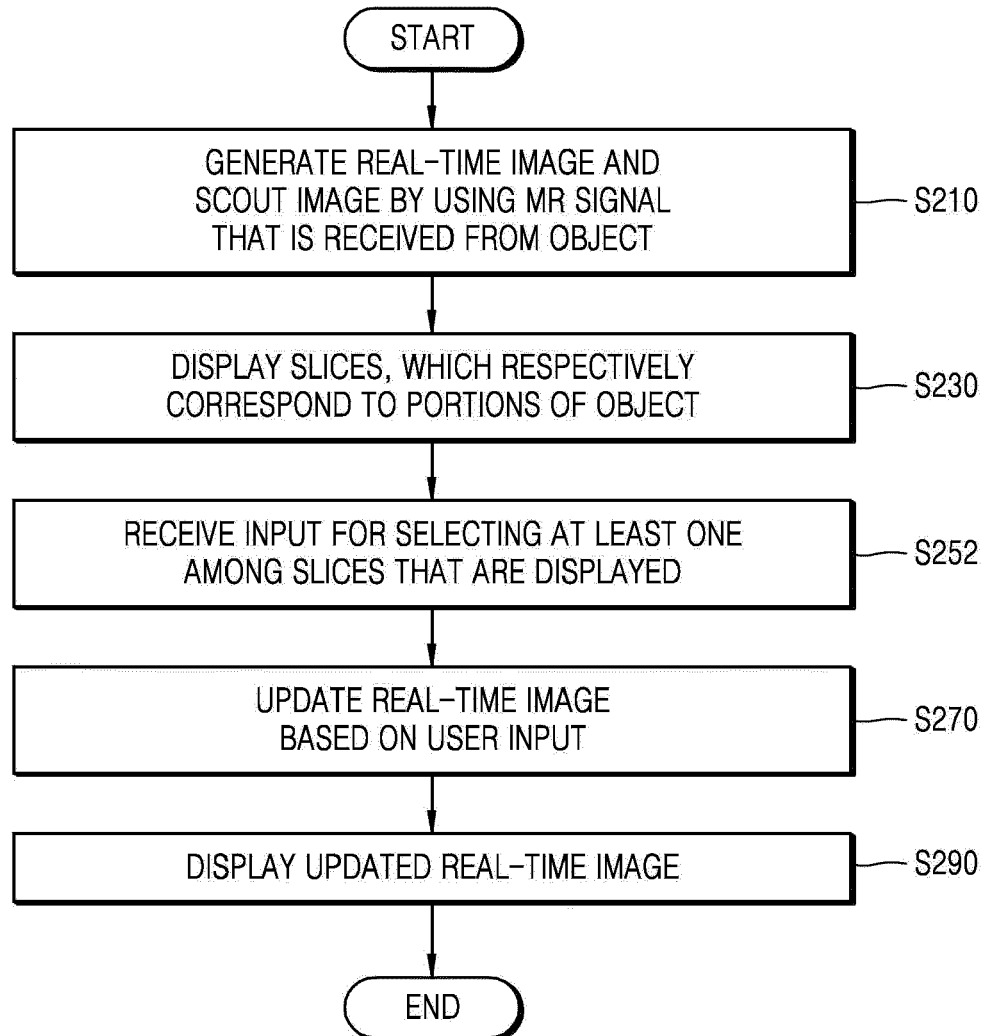 START
GENERATE REAL-TIME IMAGE AND
SCOUT IMAGE BY USING MR SIGNAL
THAT IS RECEIVED FROM OBJECT
S210
DISPLAY SLICES, WHICH RESPECTIVELY
CORRESPOND TO PORTIONS OF OBJECT
S230
RECEIVE INPUT FOR SELECTING AT LEAST ONE
AMONG SLICES THAT ARE DISPLAYED
S252
UPDATE REAL-TIME IMAGE
BASED ON USER INPUT
S270
DISPLAY UPDATED REAL-TIME IMAGE
S290
END